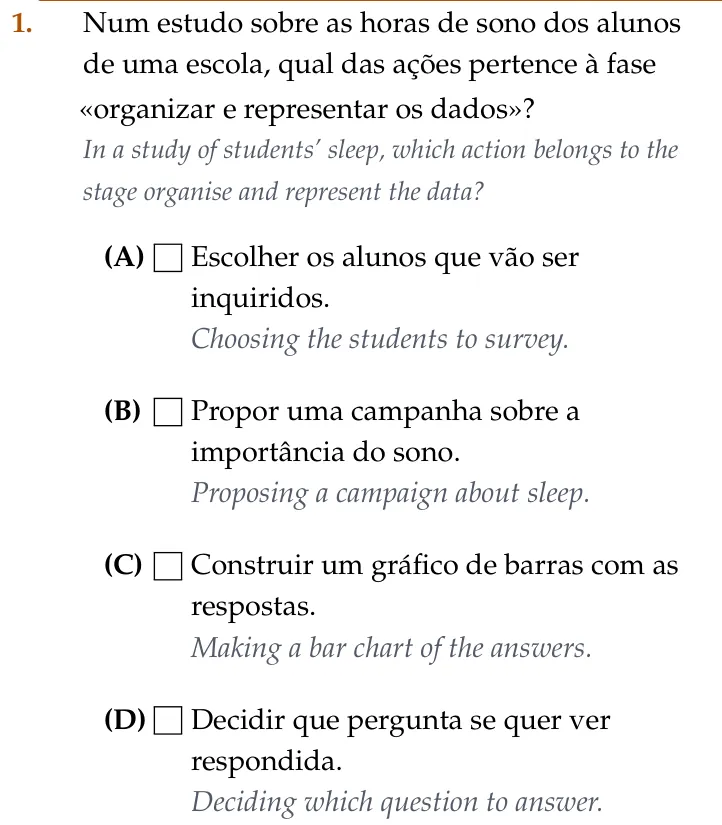 1. Num estudo sobre as horas de sono dos alunos
de uma escola, qual das ações pertence à fase
«organizar e representar os dados»?
In a study of students’ sleep, which action belongs to the
stage organise and represent the data?
(A) Escolher os alunos que vão ser
inquiridos.
Choosing the students to survey.
(B) Propor uma campanha sobre a
importância do sono.
Proposing a campaign about sleep.
(C) Construir um gráfico de barras com as
respostas.
Making a bar chart of the answers.
(D) Decidir que pergunta se quer ver
respondida.
Deciding which question to answer.